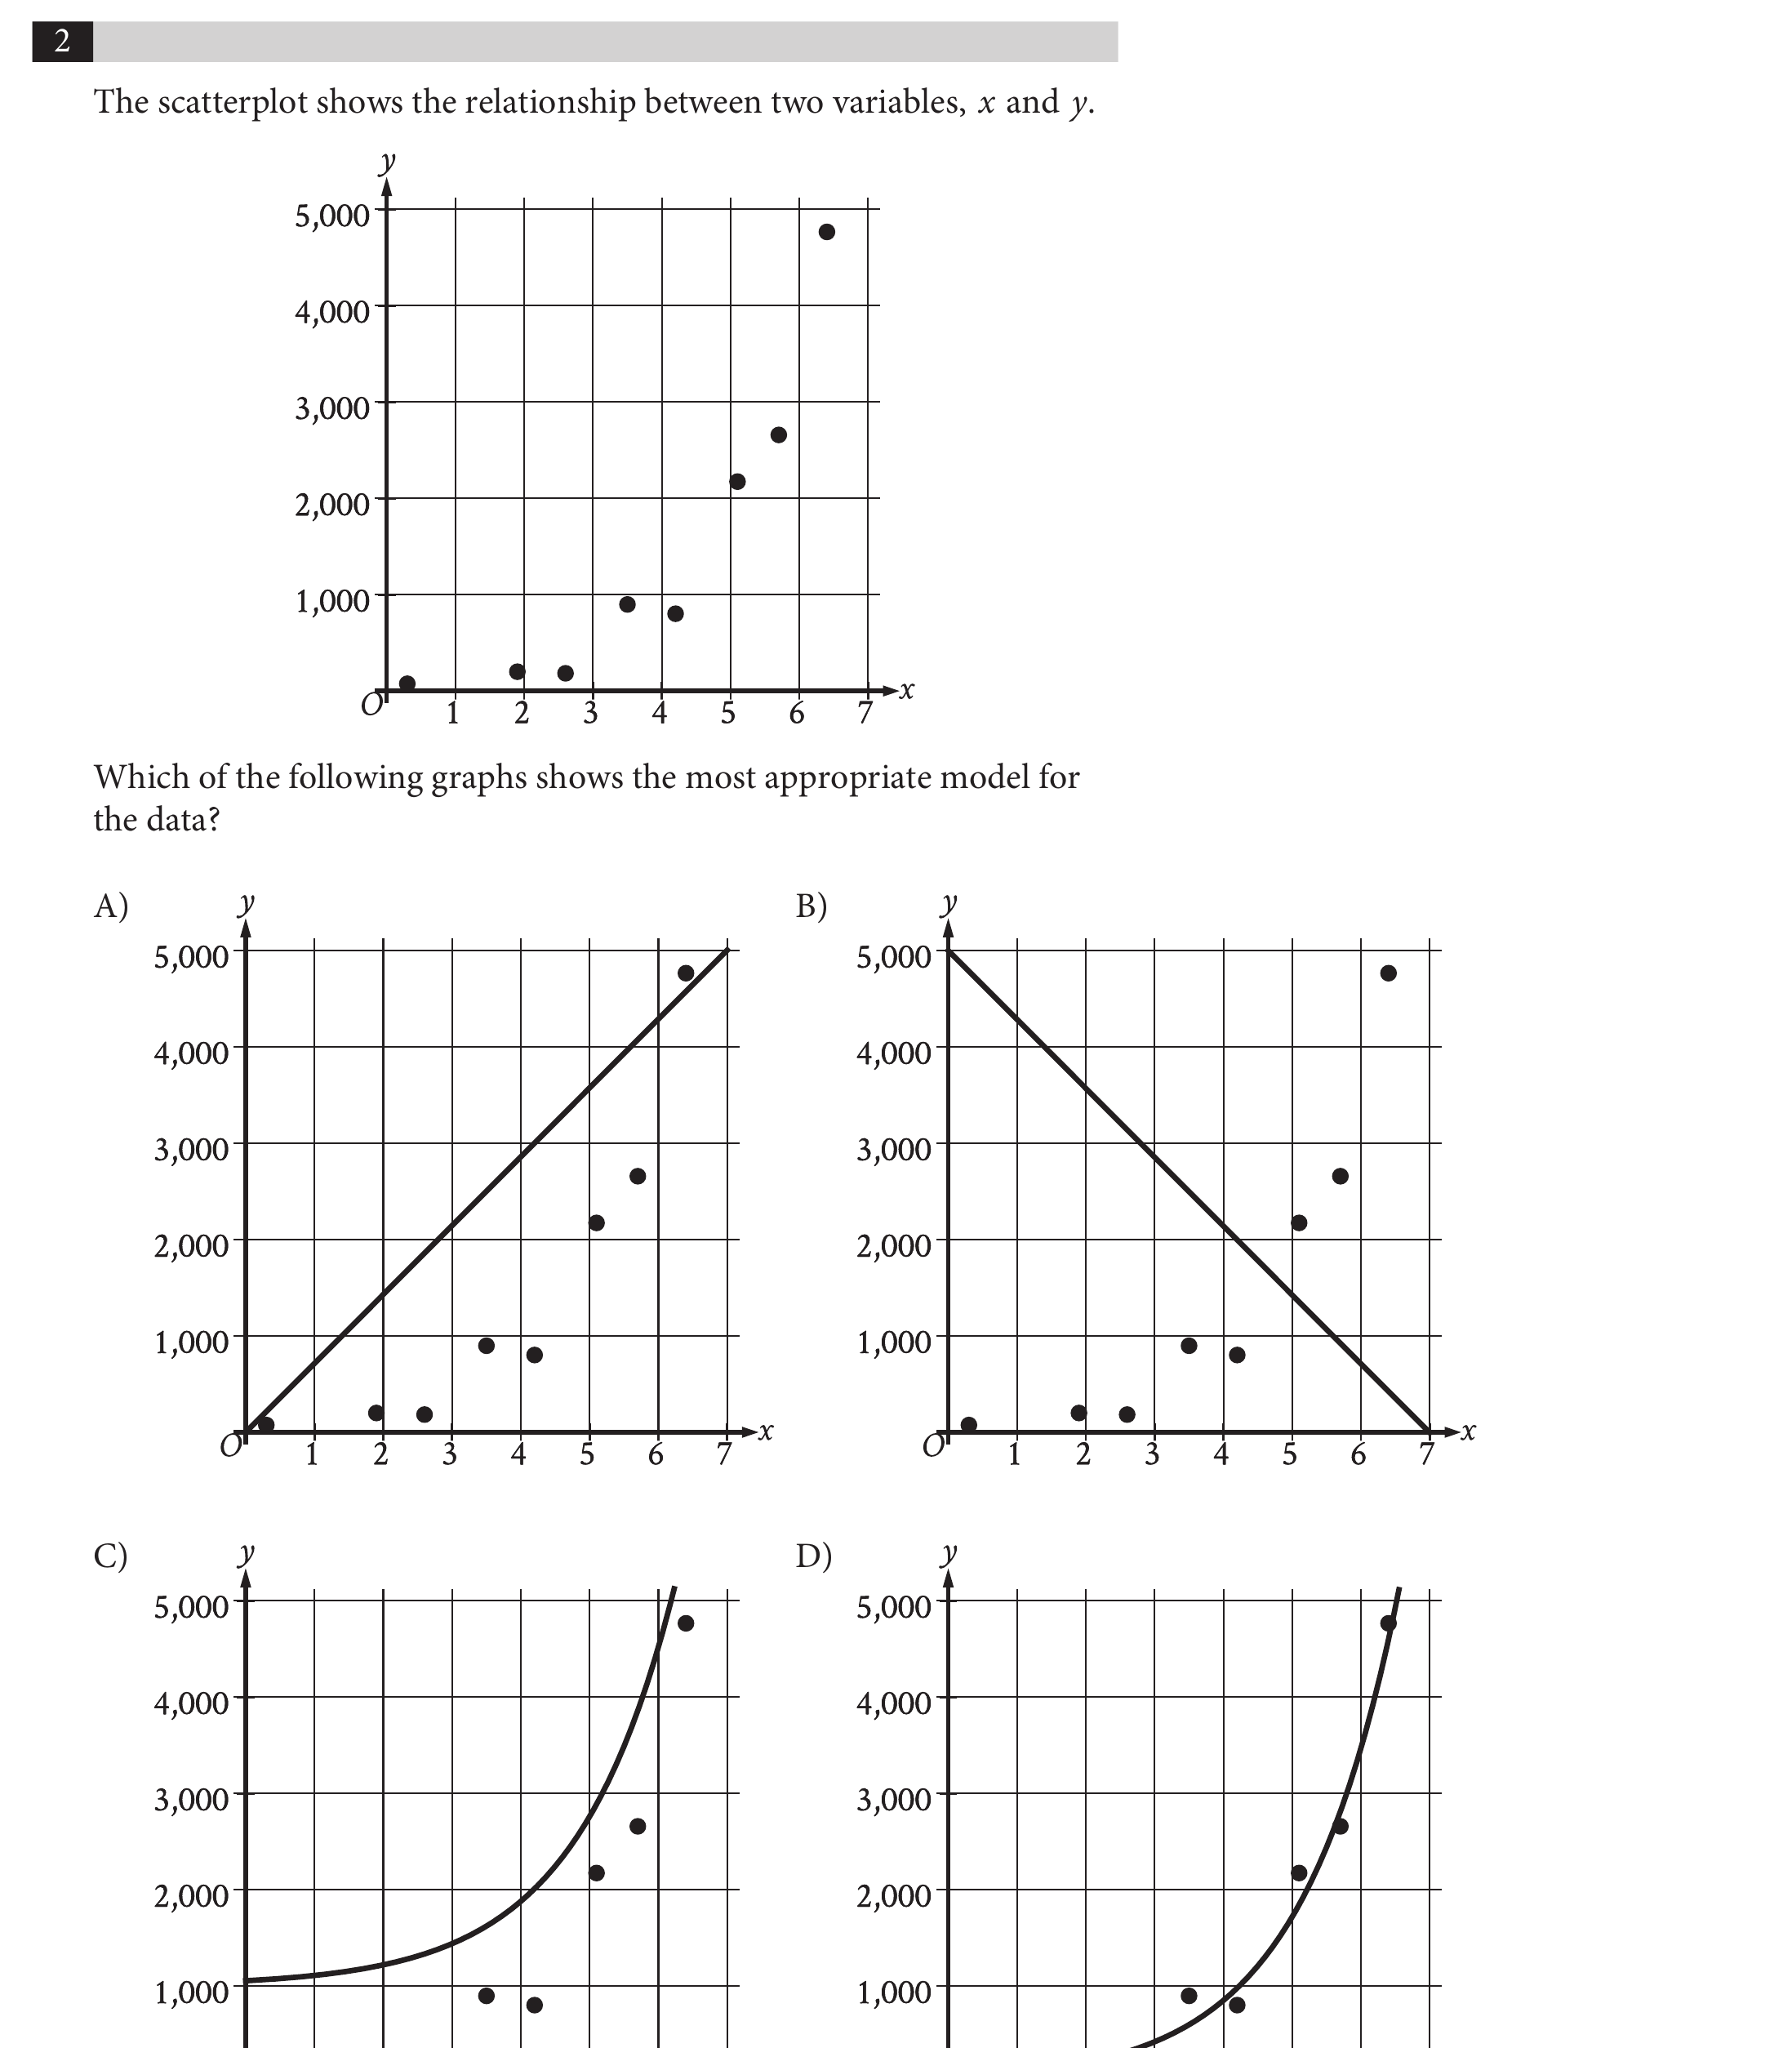 2
The scatterplot shows the relationship between two variables, x and y.
y
5,000
4,000
3,000
2,000
1,000
O
1 2 3 4 5 6 7
x
Which of the following graphs shows the most appropriate model for
the data?
A)
y
5,000
4,000
3,000
2,000
1,000
O
1 2 3 4 5 6 7
x
B)
y
5,000
4,000
3,000
2,000
1,000
O
1 2 3 4 5 6 7
x
C)
y
5,000
4,000
3,000
2,000
1,000
D)
y
5,000
4,000
3,000
2,000
1,000